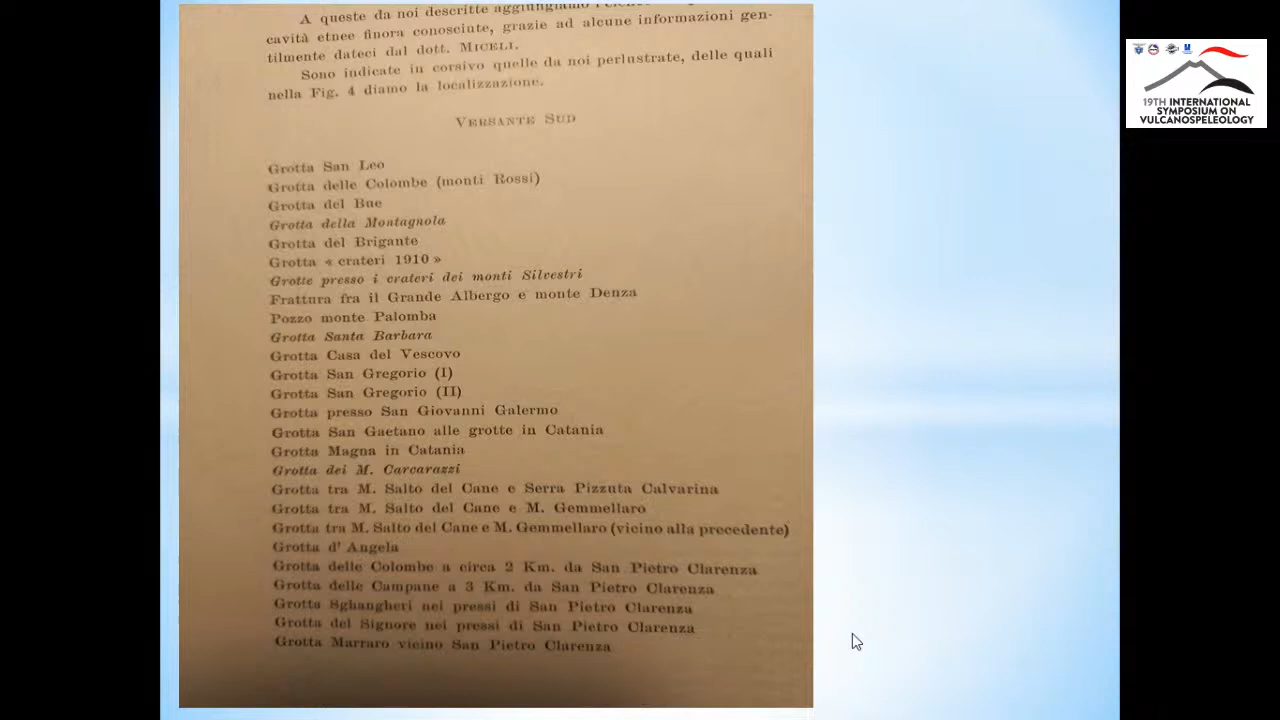 A queste da noi descritte aggiungiamo
cavità etnee finora conosciute, grazie ad alcune informazioni gen-
tilmente dateci dal dott. MICELI.
Sono indicate in corsivo quelle da noi perlustrate, delle quali
nella Fig. 4 diamo la localizzazione.
VERSANTE SUD
Grotta San Leo
Grotta delle Colombe (monti Rossi)
Grotta del Bue
Grotta della Montagnola
Grotta del Brigante
Grotta « crateri 1910 »
Grotte presso i crateri dei monti Silvestri
Frattura fra il Grande Albergo e monte Denza
Pozzo monte Palomba
Grotta Santa Barbara
Grotta Casa del Vescovo
Grotta San Gregorio (I)
Grotta San Gregorio (II)
Grotta presso San Giovanni Galermo
Grotta San Gaetano alle grotte in Catania
Grotta Magna in Catania
Grotta dei M. Carcarazzi
Grotta tra M. Salto del Cane e Serra Pizzuta Calvarina
Grotta tra M. Salto del Cane e M. Gemmellaro
Grotta tra M. Salto del Cane e M. Gemmellaro (vicino alla precedente)
Grotta d' Angela
Grotta delle Colombe a circa 2 Km. da San Pietro Clarenza
Grotta delle Campane a 3 Km. da San Pietro Clarenza
Grotta Sghangheri nei pressi di San Pietro Clarenza
Grotta del Signore nei pressi di San Pietro Clarenza
Grotta Marraro vicino San Pietro Clarenza
19TH INTERNATIONAL
SYMPOSIUM ON
VULCANOSPELEOLOGY